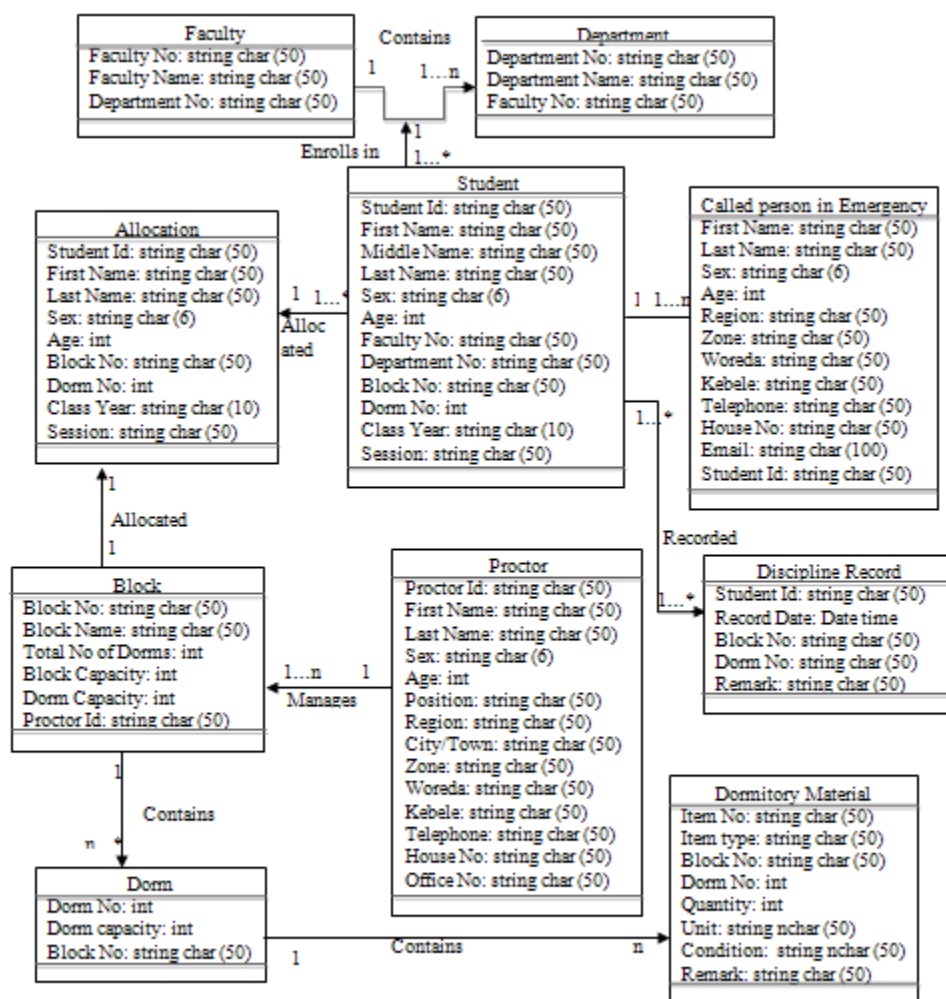 Faculty
Faculty No: string char (50)
Faculty Name: string char (50)
Department No: string char (50)
Contains
1
1...n
Department
Department No: string char (50)
Department Name: string char (50)
Faculty No: string char (50)
1
Enrolls in
1...*
Student
Student Id: string char (50)
First Name: string char (50)
Middle Name: string char (50)
Last Name: string char (50)
Sex: string char (6)
Age: int
Faculty No: string char (50)
Department No: string char (50)
Block No: string char (50)
Dorm No: int
Class Year: string char (10)
Session: string char (50)
Allocation
Student Id: string char (50)
First Name: string char (50)
Last Name: string char (50)
Sex: string char (6)
Age: int
Block No: string char (50)
Dorm No: int
Class Year: string char (10)
Session: string char (50)
1
1...*
Alloc
ated
Called person in Emergency
First Name: string char (50)
Last Name: string char (50)
Sex: string char (6)
Age: int
Region: string char (50)
Zone: string char (50)
Woreda: string char (50)
Kebele: string char (50)
Telephone: string char (50)
House No: string char (50)
Email: string char (100)
Student Id: string char (50)
1
1...n
1...*
Recorded
1...*
1
Allocated
1
Block
Block No: string char (50)
Block Name: string char (50)
Total No of Dorms: int
Block Capacity: int
Dorm Capacity: int
Proctor Id: string char (50)
1...n
1
Manages
Proctor
Proctor Id: string char (50)
First Name: string char (50)
Last Name: string char (50)
Sex: string char (6)
Age: int
Position: string char (50)
Region: string char (50)
City/Town: string char (50)
Zone: string char (50)
Woreda: string char (50)
Kebele: string char (50)
Telephone: string char (50)
House No: string char (50)
Office No: string char (50)
Discipline Record
Student Id: string char (50)
Record Date: Date time
Block No: string char (50)
Dorm No: string char (50)
Remark: string char (50)
1
Contains
n *
Dorm
Dorm No: int
Dorm capacity: int
Block No: string char (50)
1
Contains
n
Dormitory Material
Item No: string char (50)
Item type: string char (50)
Block No: string char (50)
Dorm No: int
Quantity: int
Unit: string nchar (50)
Condition: string nchar (50)
Remark: string char (50)